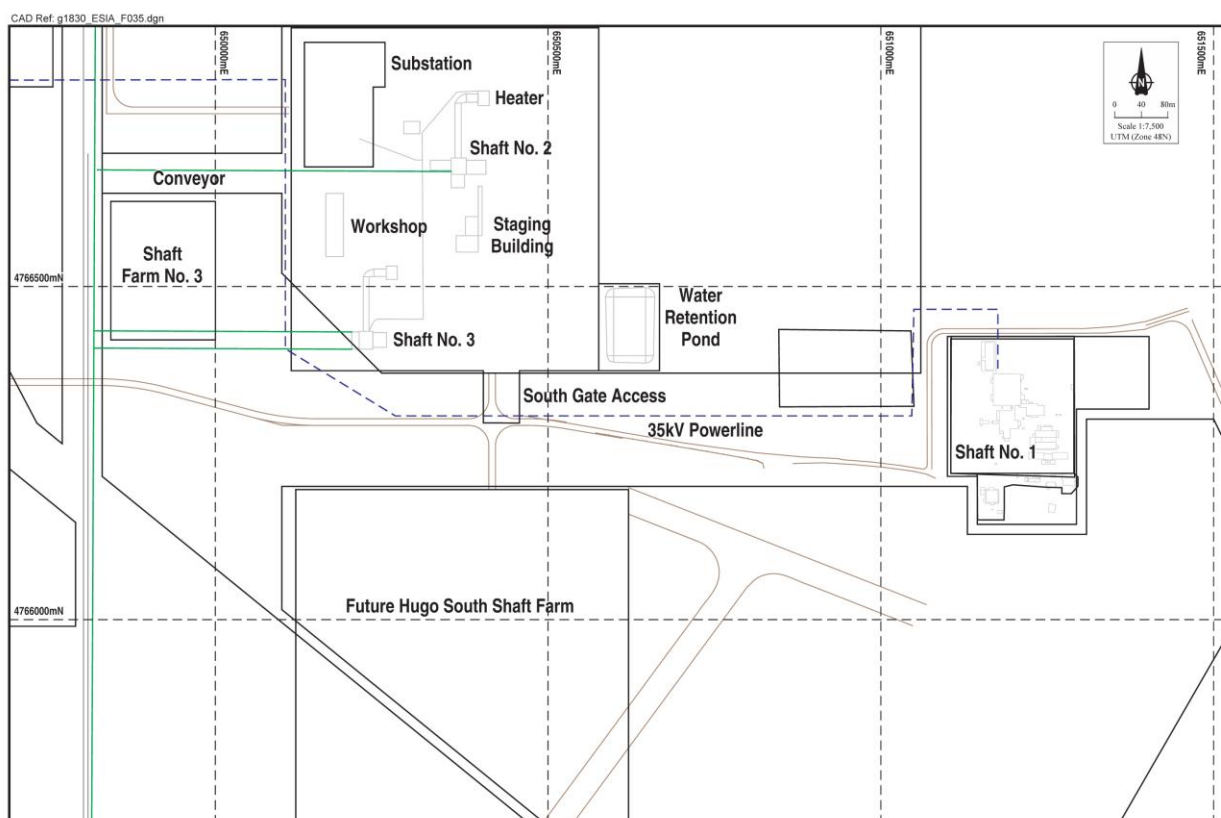 CAD Ref: g1830_ESIA_F035.dgn
650000mE
650500mE
651000mE
651500mE
N
0 40 80m
Scale 1:7,500
UTM (Zone 48N)
Substation
Heater
Shaft No. 2
Conveyor
Workshop
Staging
Building
Shaft
Farm No. 3
4766500mN
Water
Retention
Pond
Shaft No. 3
South Gate Access
35kV Powerline
Shaft No. 1
Future Hugo South Shaft Farm
4766000mN